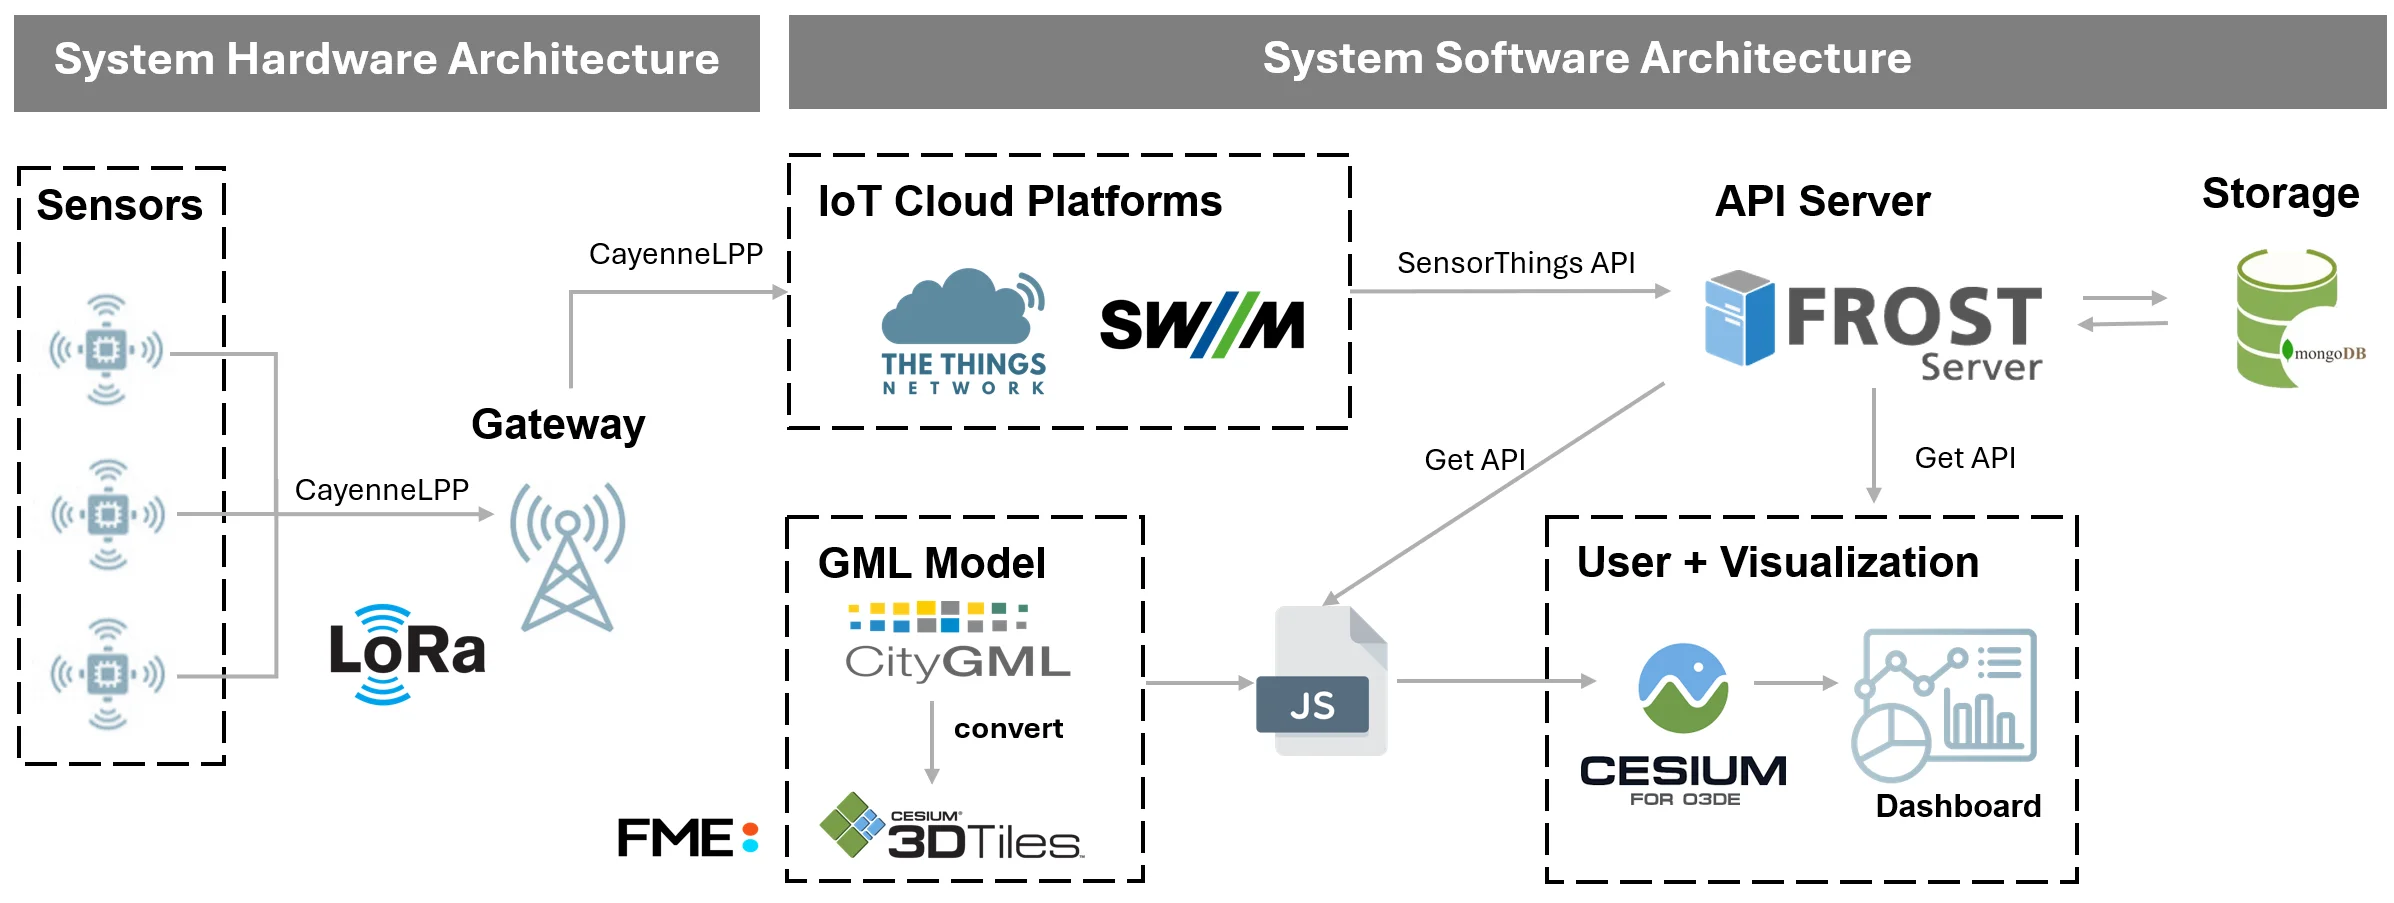 System Hardware Architecture
System Software Architecture
Sensors
CayenneLPP
LoRa
Gateway
CayenneLPP
IoT Cloud Platforms
THE THINGS
NETWORK
SWM
SensorThings API
API Server
FROST
Server
Storage
mongoDB
Get API
Get API
GML Model
CityGML
convert
FME
CESIUM®
3DTiles™
JS
User + Visualization
CESIUM
FOR O3DE
Dashboard